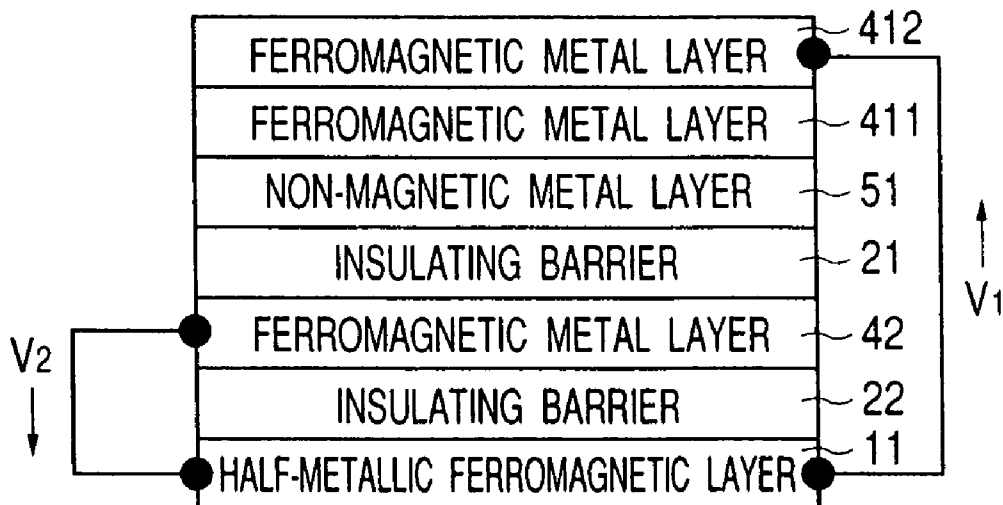 412
FERROMAGNETIC METAL LAYER
FERROMAGNETIC METAL LAYER 411
NON-MAGNETIC METAL LAYER 51
INSULATING BARRIER 21
V1
FERROMAGNETIC METAL LAYER 42
V2
INSULATING BARRIER 22
11
HALF-METALLIC FERROMAGNETIC LAYER